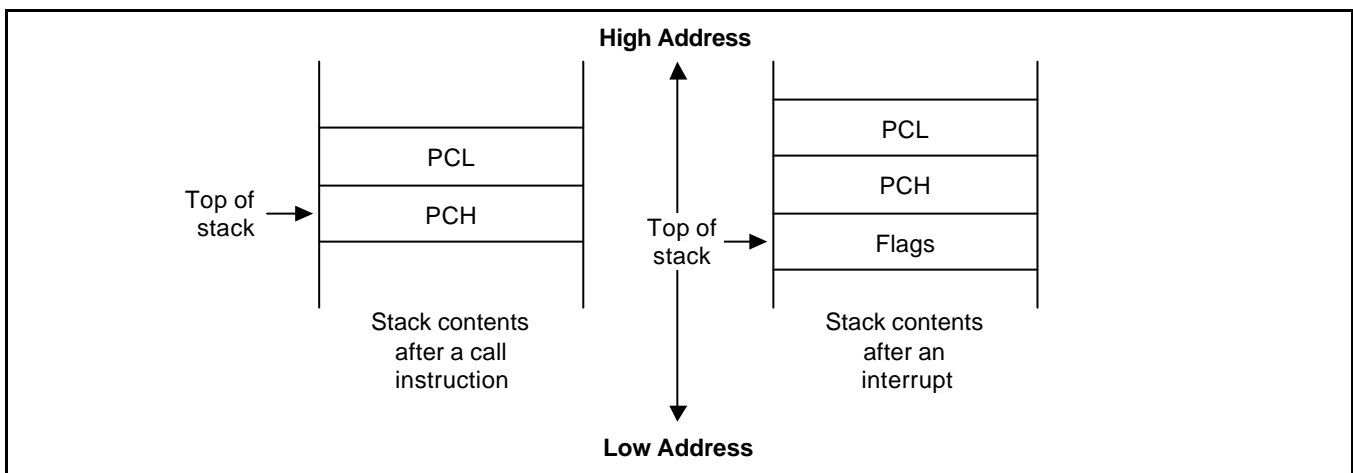 High Address
PCL
PCH
Top of
stack
Stack contents
after a call
instruction
PCL
PCH
Flags
Top of
stack
Stack contents
after an
interrupt
Low Address